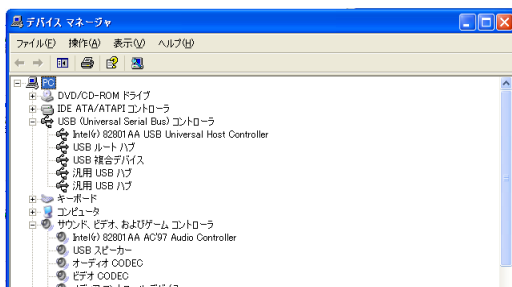 デバイス マネージャ
ファイル(F) 操作(A) 表示(V) ヘルプ(H)
PC
DVD/CD-ROM ドライブ
IDE ATA/ATAPI コントローラ
USB (Universal Serial Bus) コントローラ
Intel(r) 82801AA USB Universal Host Controller
USB ルート ハブ
USB 複合デバイス
汎用 USB ハブ
汎用 USB ハブ
キーボード
コンピュータ
サウンド、ビデオ、およびゲーム コントローラ
Intel(r) 82801AA AC'97 Audio Controller
USB スピーカー
オーディオ CODEC
ビデオ CODEC